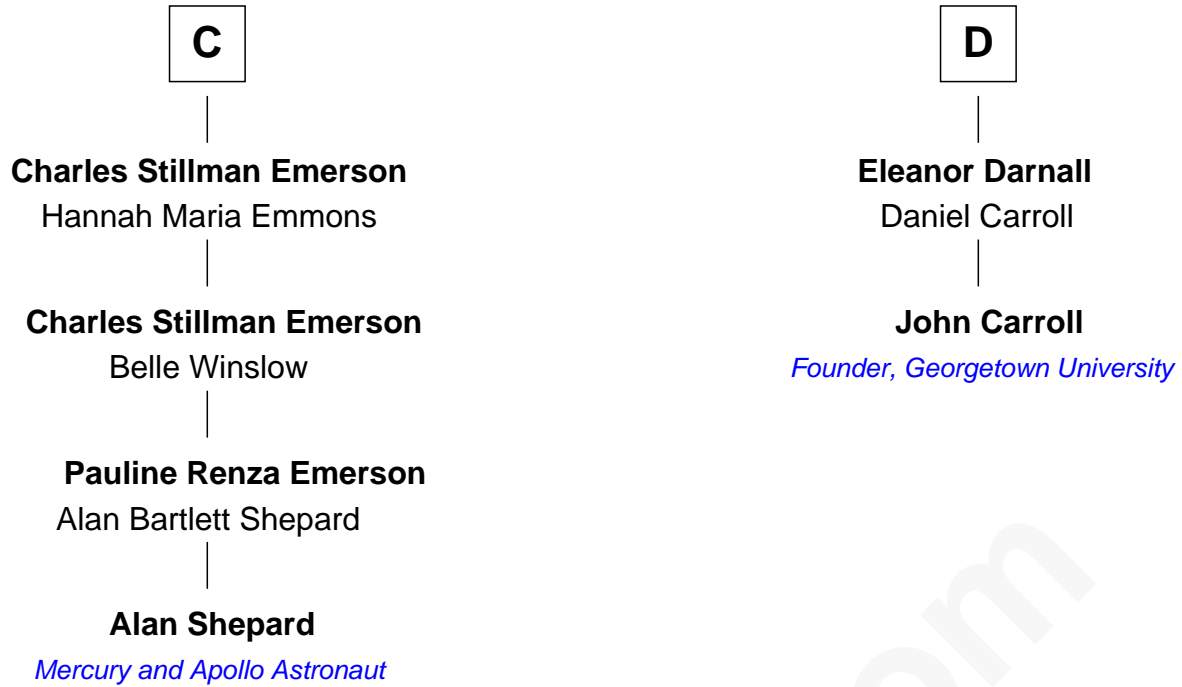 C
Charles Stillman Emerson
Hannah Maria Emmons
Charles Stillman Emerson
Belle Winslow
Pauline Renza Emerson
Alan Bartlett Shepard
Alan Shepard
Mercury and Apollo Astronaut
D
Eleanor Darnall
Daniel Carroll
John Carroll
Founder, Georgetown University
om